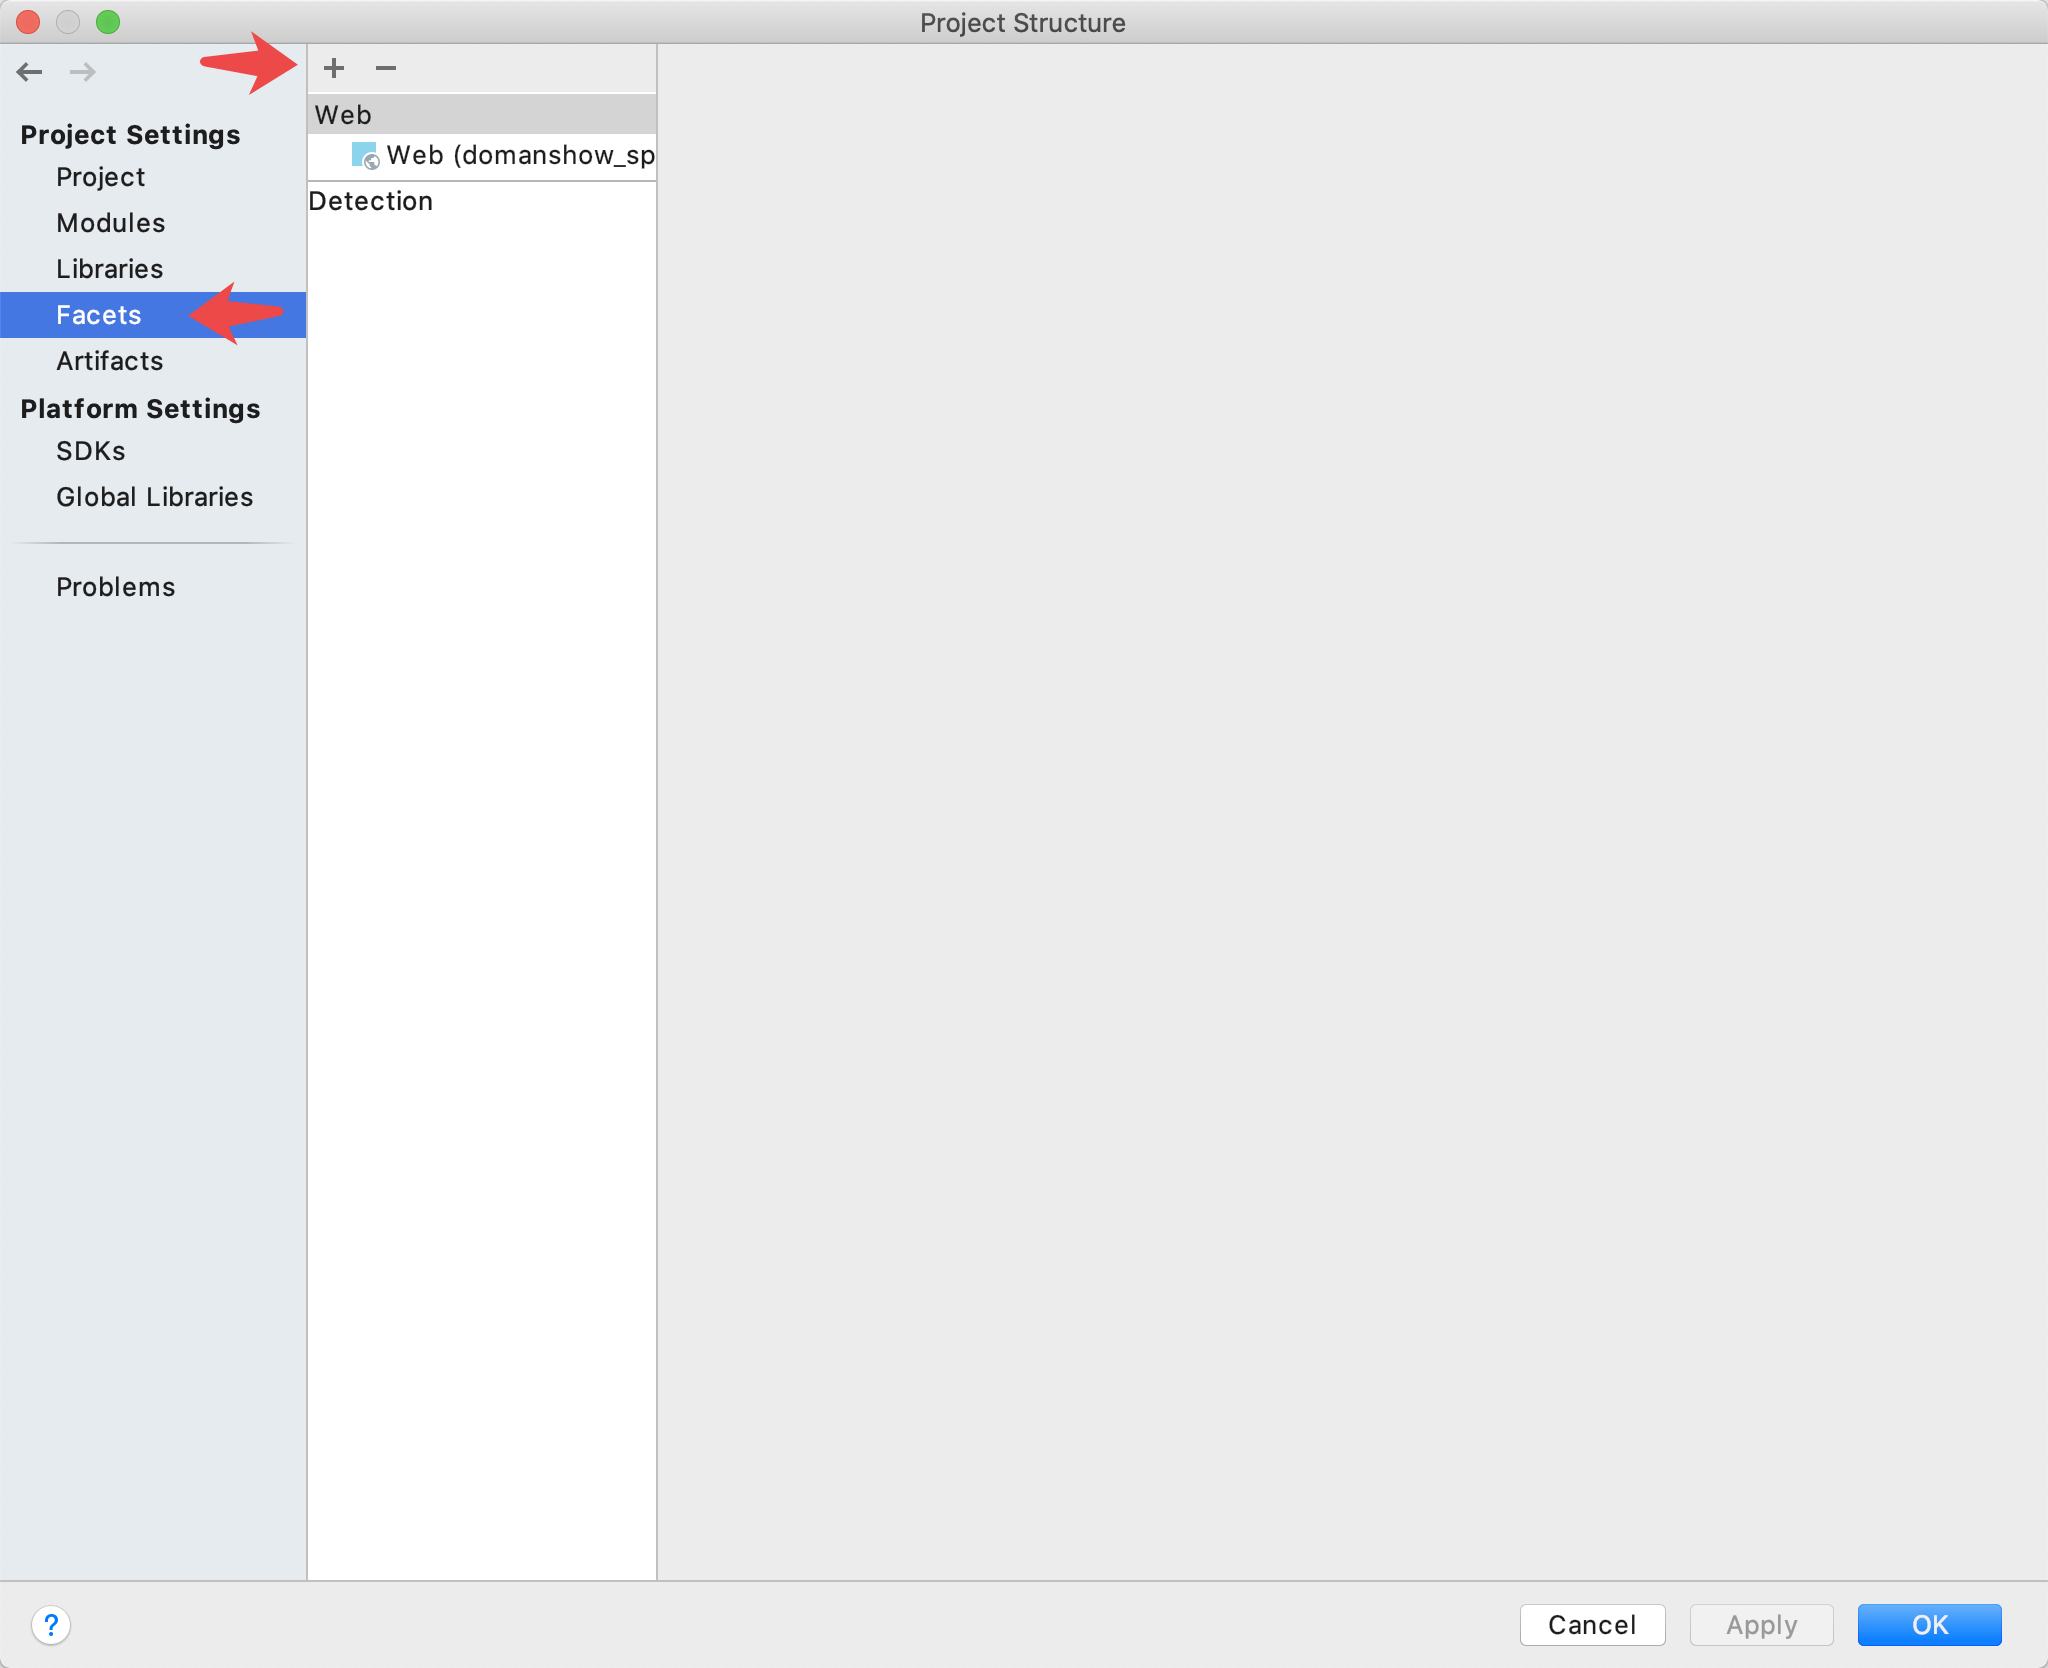 Project Structure
Project Settings
Project
Modules
Libraries
Facets
Artifacts
Platform Settings
SDKs
Global Libraries
Problems
+ −
Web
Web (domanshow_sp
Detection
?
Cancel
Apply
OK